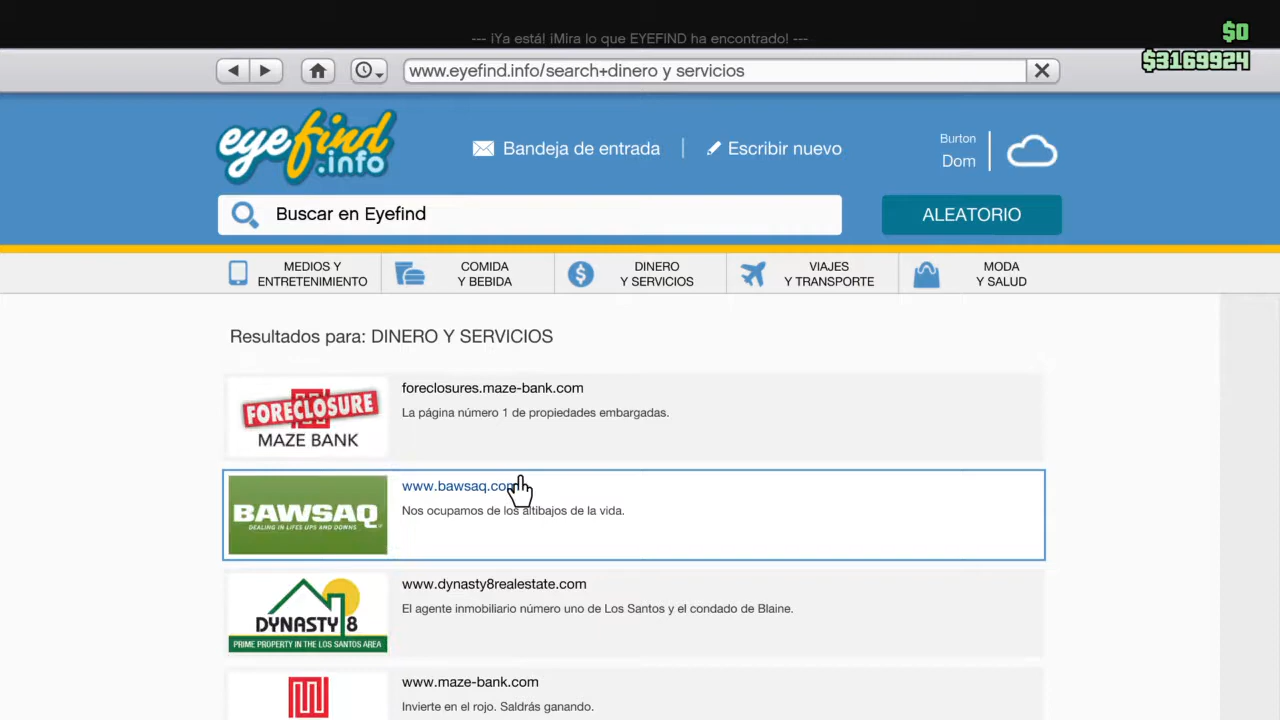 --- ¡Ya está! ¡Mira lo que EYEFIND ha encontrado! ---
$0
$3169924
www.eyefind.info/search+dinero y servicios
eyefind
.info
Bandeja de entrada
Escribir nuevo
Burton
Dom
Buscar en Eyefind
ALEATORIO
MEDIOS Y
ENTRETENIMIENTO
COMIDA
Y BEBIDA
DINERO
Y SERVICIOS
VIAJES
Y TRANSPORTE
MODA
Y SALUD
Resultados para: DINERO Y SERVICIOS
FORECLOSURE
MAZE BANK
foreclosures.maze-bank.com
La página número 1 de propiedades embargadas.
BAWSAQ
DEALING IN LIFES UPS AND DOWNS
www.bawsaq.com
Nos ocupamos de los altibajos de la vida.
DYNASTY 8
PRIME PROPERTY IN THE LOS SANTOS AREA
www.dynasty8realestate.com
El agente inmobiliario número uno de Los Santos y el condado de Blaine.
www.maze-bank.com
Invierte en el rojo. Saldrás ganando.